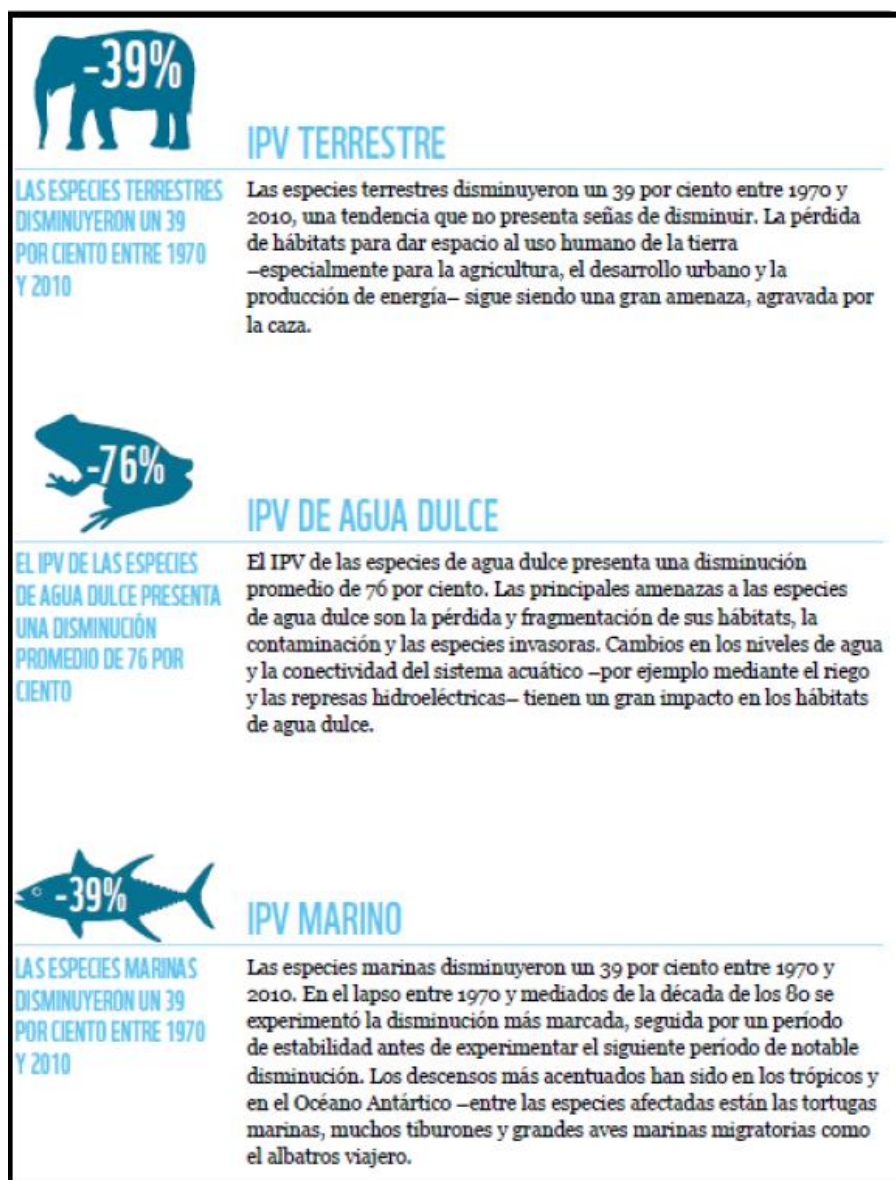 -39%
IPV TERRESTRE
LAS ESPECIES TERRESTRES
DISMINUYERON UN 39
POR CIENTO ENTRE 1970
Y 2010
Las especies terrestres disminuyeron un 39 por ciento entre 1970 y
2010, una tendencia que no presenta señas de disminuir. La pérdida
de hábitats para dar espacio al uso humano de la tierra
–especialmente para la agricultura, el desarrollo urbano y la
producción de energía– sigue siendo una gran amenaza, agravada por
la caza.
-76%
IPV DE AGUA DULCE
EL IPV DE LAS ESPECIES
DE AGUA DULCE PRESENTA
UNA DISMINUCIÓN
PROMEDIO DE 76 POR
CIENTO
El IPV de las especies de agua dulce presenta una disminución
promedio de 76 por ciento. Las principales amenazas a las especies
de agua dulce son la pérdida y fragmentación de sus hábitats, la
contaminación y las especies invasoras. Cambios en los niveles de agua
y la conectividad del sistema acuático –por ejemplo mediante el riego
y las represas hidroeléctricas– tienen un gran impacto en los hábitats
de agua dulce.
-39%
IPV MARINO
LAS ESPECIES MARINAS
DISMINUYERON UN 39
POR CIENTO ENTRE 1970
Y 2010
Las especies marinas disminuyeron un 39 por ciento entre 1970 y
2010. En el lapso entre 1970 y mediados de la década de los 80 se
experimentó la disminución más marcada, seguida por un período
de estabilidad antes de experimentar el siguiente período de notable
disminución. Los descensos más acentuados han sido en los trópicos y
en el Océano Antártico –entre las especies afectadas están las tortugas
marinas, muchos tiburones y grandes aves marinas migratorias como
el albatros viajero.